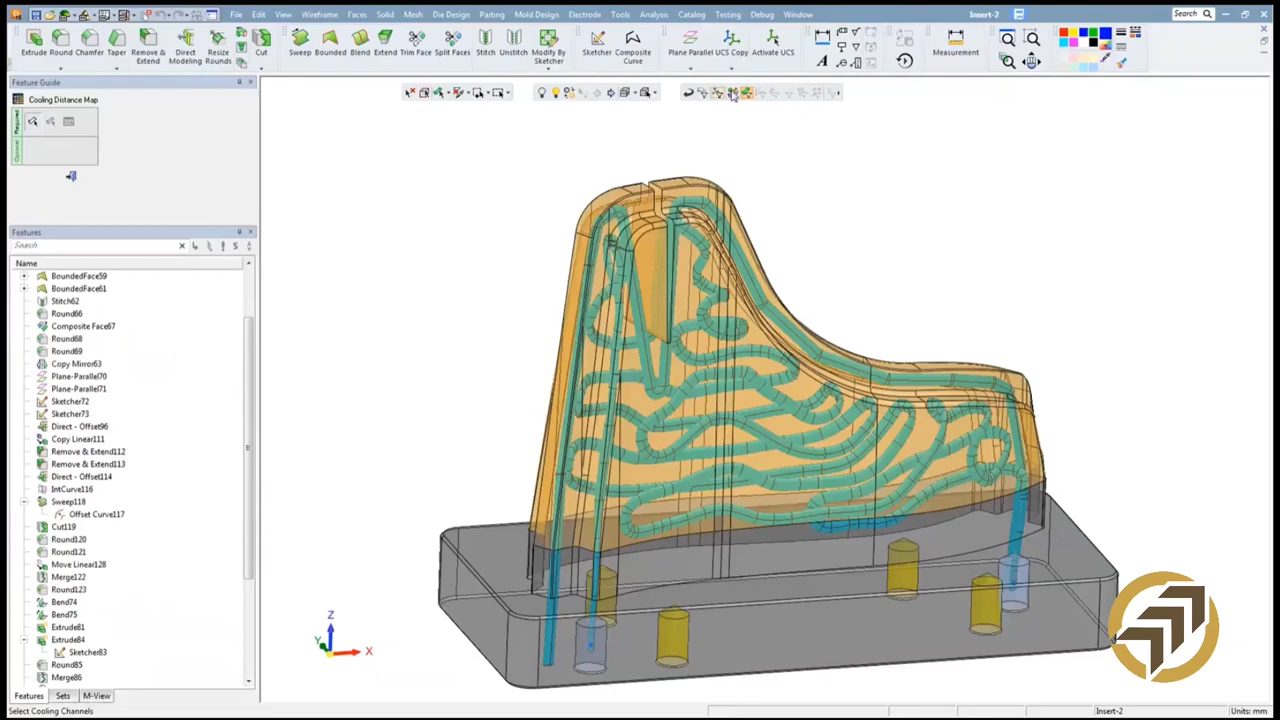 File Edit View Wireframe Faces Solid Mesh Die Design Parting Mold Design Electrode Tools Analysis Catalog Testing Debug Window Insert-2 Search
Extrude Round Chamfer Taper Remove & Extend Direct Modeling Resize Rounds Cut Sweep Bounded Blend Extend Trim Face Split Faces Stitch Unstitch Modify By Sketcher Sketcher Composite Curve Plane Parallel UCS Copy Activate UCS Measurement
Feature Guide
Cooling Distance Map
Required
Optional
Features
Search
Name
BoundedFace59
BoundedFace61
Stitch62
Round66
Composite Face67
Round68
Round69
Copy Mirror63
Plane-Parallel70
Plane-Parallel71
Sketcher72
Sketcher73
Direct - Offset96
Copy Linear111
Remove & Extend112
Remove & Extend113
Direct - Offset114
IntCurve116
Sweep118
Offset Curve117
Cut119
Round120
Round121
Move Linear128
Merge122
Round123
Bend74
Bend75
Extrude81
Extrude84
Sketcher83
Round85
Merge86
Z
Y
X
Features Sets M-View
Select Cooling Channels Insert-2 Units: mm